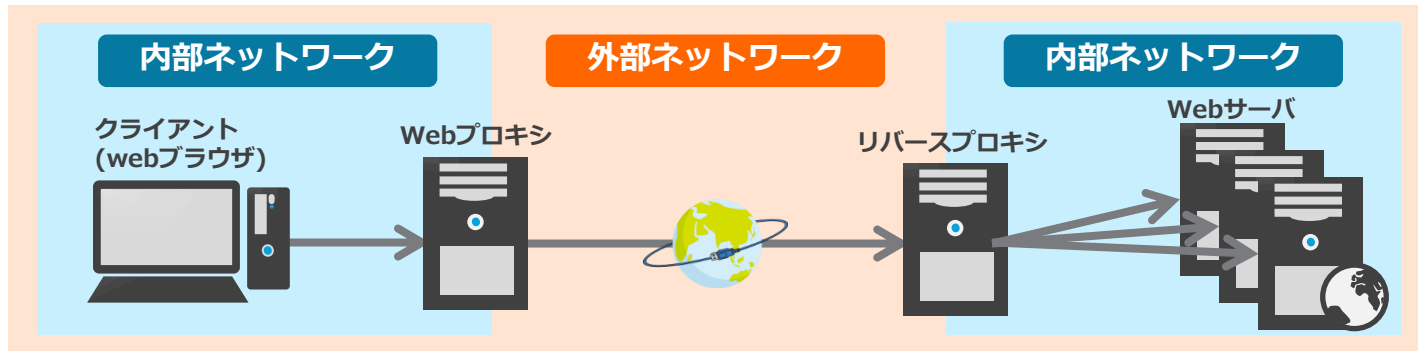 内部ネットワーク
外部ネットワーク
内部ネットワーク
クライアント
(webブラウザ)
Webプロキシ
リバースプロキシ
Webサーバ